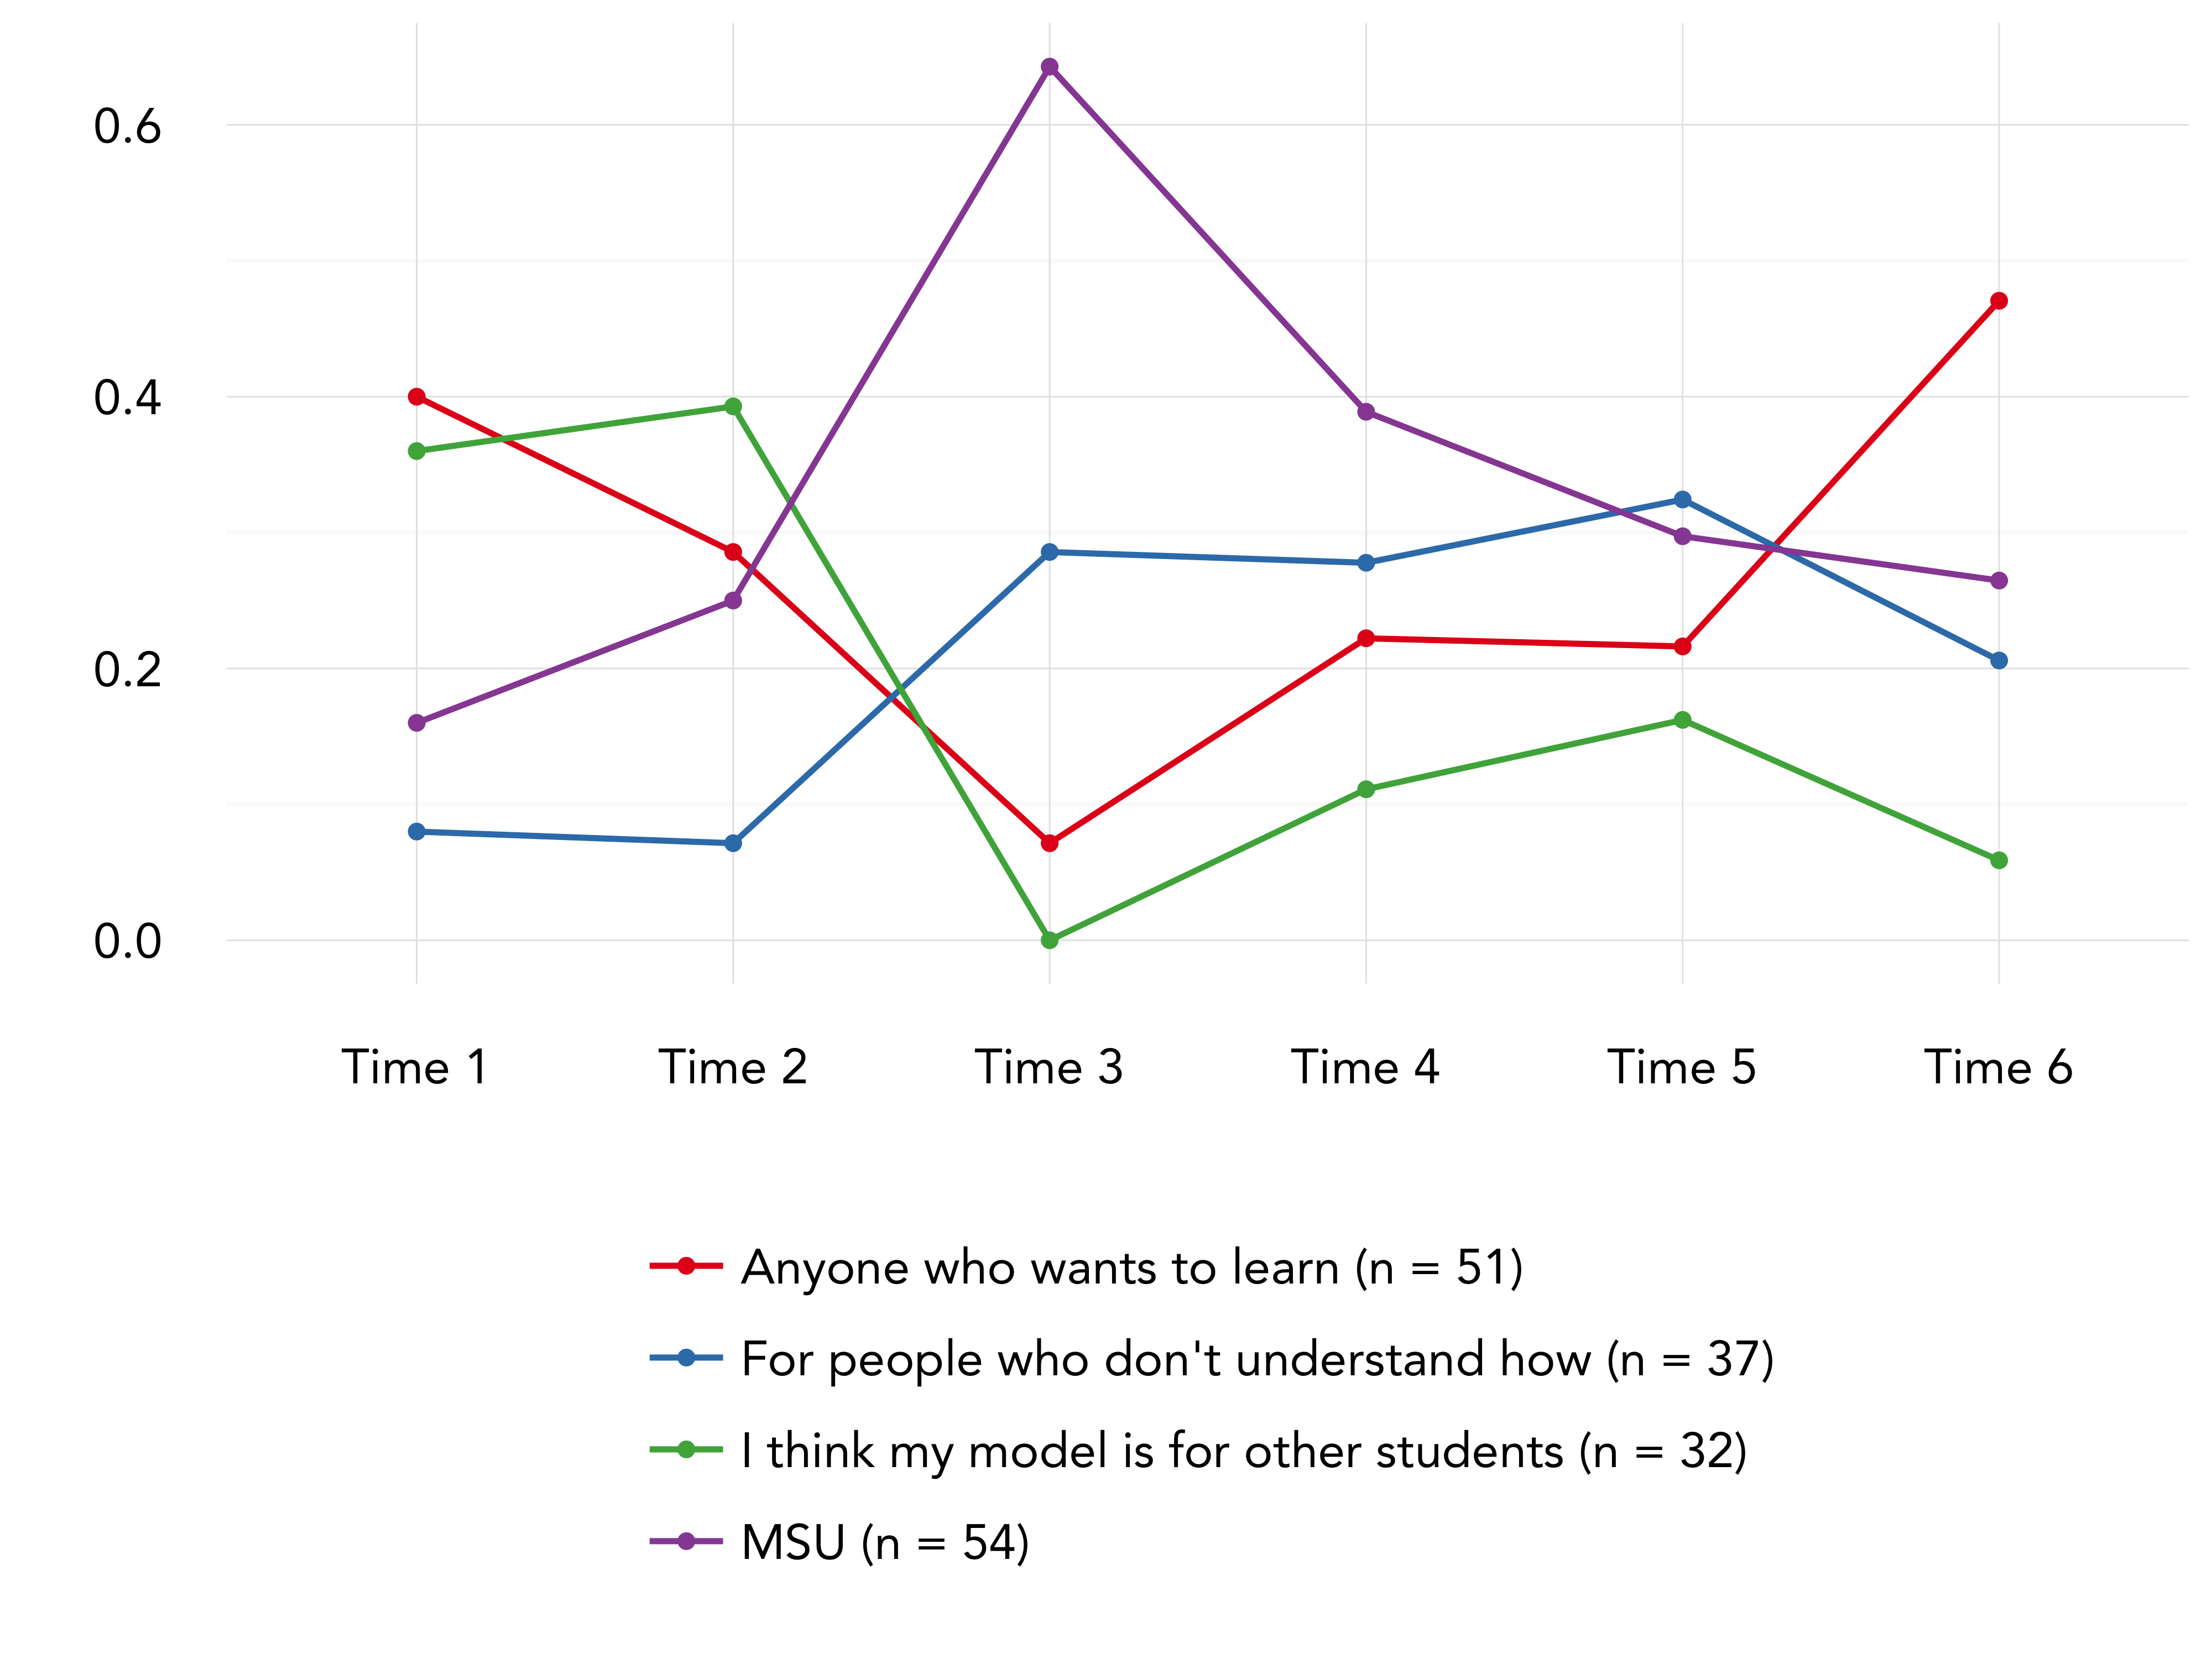 0.6
0.4
0.2
0.0
Time 1 Time 2 Time 3 Time 4 Time 5 Time 6
Anyone who wants to learn (n = 51)
For people who don't understand how (n = 37)
I think my model is for other students (n = 32)
MSU (n = 54)